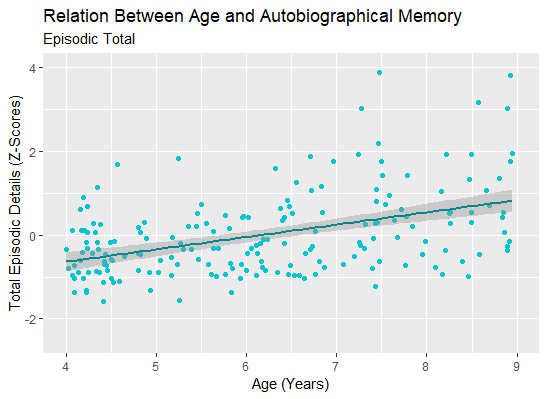 Relation Between Age and Autobiographical Memory
Episodic Total
Total Episodic Details (Z-Scores)
4
2
0
-2
4
5
6
7
8
9
Age (Years)